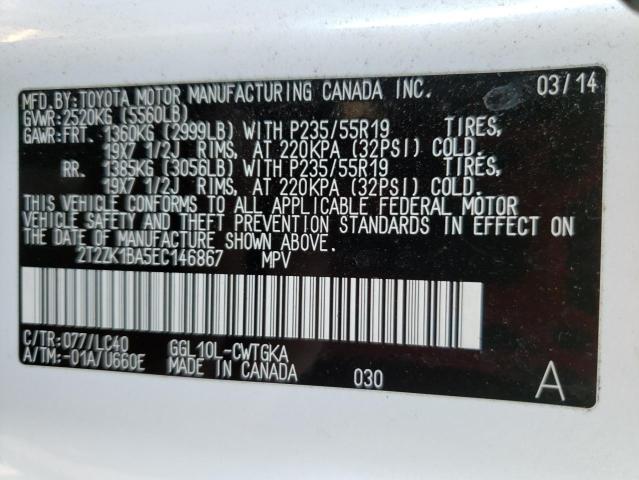 MFD.BY:TOYOTA MOTOR MANUFACTURING CANADA INC. 03/14
GVWR:2520KG (5560LB)
GAWR:FRT. 1360KG (2999LB) WITH P235/55R19 TIRES,
19X7 1/2J RIMS, AT 220KPA (32PSI) COLD.
RR. 1385KG (3056LB) WITH P235/55R19 TIRES,
19X7 1/2J RIMS, AT 220KPA (32PSI) COLD.
THIS VEHICLE CONFORMS TO ALL APPLICABLE FEDERAL MOTOR
VEHICLE SAFETY AND THEFT PREVENTION STANDARDS IN EFFECT ON
THE DATE OF MANUFACTURE SHOWN ABOVE.
2T2ZK1BA5EC146867 MPV
C/TR:077/LC40 GGL10L-CWTGKA
A/TM:-01A/U660E MADE IN CANADA 030 A